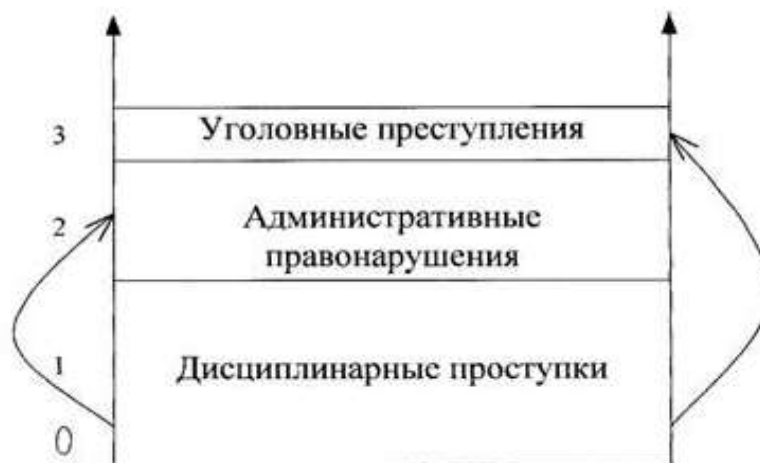 3
Уголовные преступления
2
Административные
правонарушения
1
Дисциплинарные проступки
0